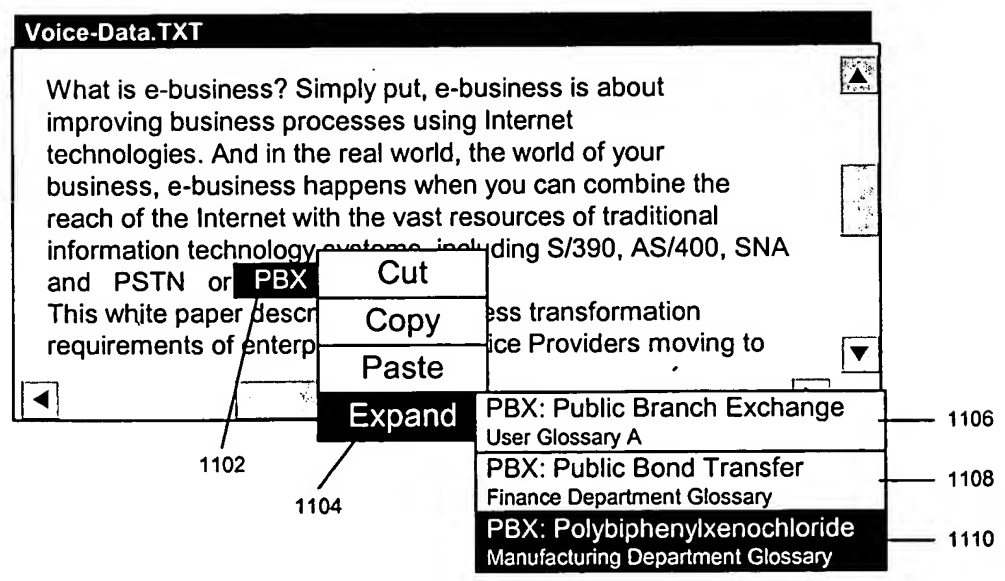 Voice-Data.TXT
What is e-business? Simply put, e-business is about
improving business processes using Internet
technologies. And in the real world, the world of your
business, e-business happens when you can combine the
reach of the Internet with the vast resources of traditional
information technology systems, including S/390, AS/400, SNA
and PSTN or PBX
This white paper descr ess transformation
requirements of enterp ice Providers moving to
Cut
Copy
Paste
Expand
PBX: Public Branch Exchange
User Glossary A
PBX: Public Bond Transfer
Finance Department Glossary
PBX: Polybiphenylxenochloride
Manufacturing Department Glossary
1102
1104
1106
1108
1110